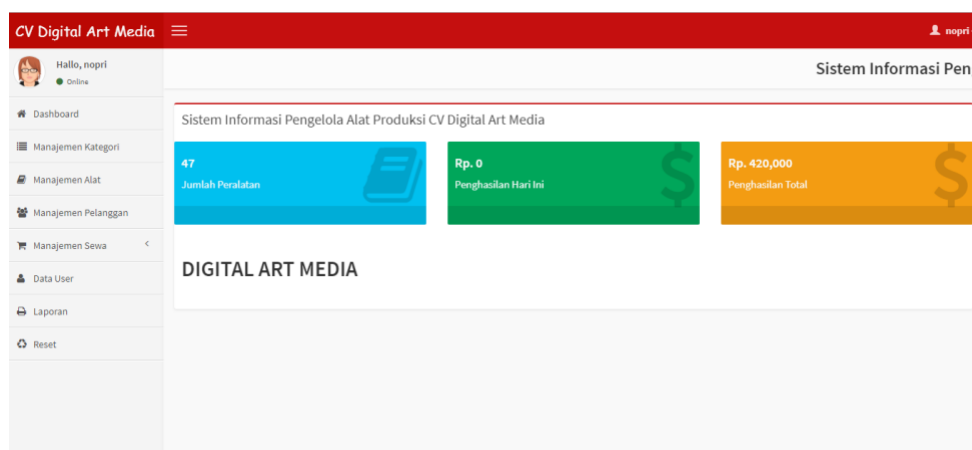 CV Digital Art Media
nopri
Hallo, nopri
Online
Sistem Informasi Pen
Dashboard
Manajemen Kategori
Manajemen Alat
Manajemen Pelanggan
Manajemen Sewa
Data User
Laporan
Reset
Sistem Informasi Pengelola Alat Produksi CV Digital Art Media
47
Jumlah Peralatan
Rp. 0
Penghasilan Hari Ini
Rp. 420,000
Penghasilan Total
DIGITAL ART MEDIA